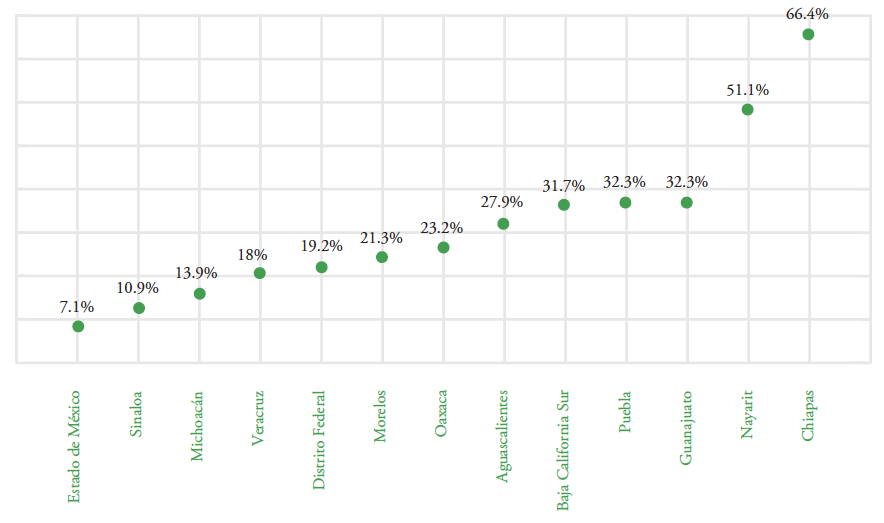 66.4%
51.1%
32.3%
32.3%
31.7%
27.9%
23.2%
21.3%
19.2%
18%
13.9%
10.9%
7.1%
Estado de México
Sinaloa
Michoacán
Veracruz
Distrito Federal
Morelos
Oaxaca
Aguascalientes
Baja California Sur
Puebla
Guanajuato
Nayarit
Chiapas